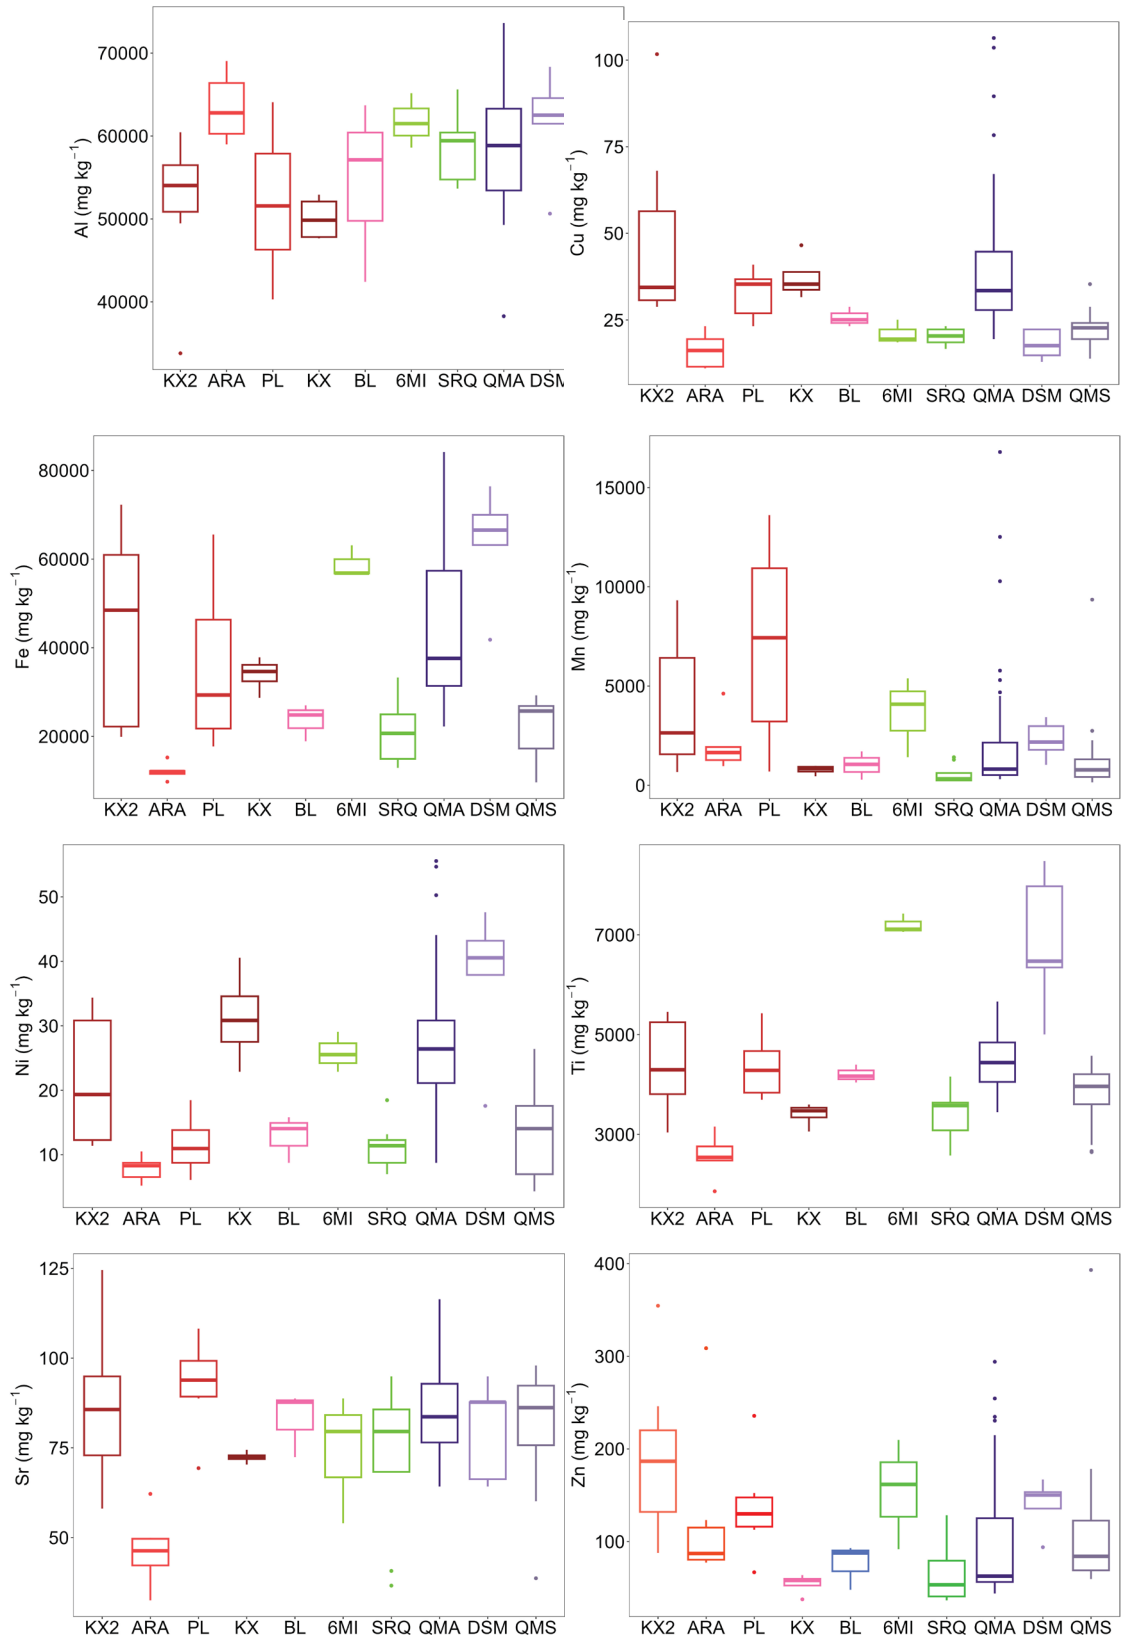 Al (mg kg⁻¹)
70000
60000
50000
40000
KX2 ARA PL KX BL 6MI SRQ QMA DSM
Cu (mg kg⁻¹)
100
75
50
25
KX2 ARA PL KX BL 6MI SRQ QMA DSM QMS
Fe (mg kg⁻¹)
80000
60000
40000
20000
KX2 ARA PL KX BL 6MI SRQ QMA DSM QMS
Mn (mg kg⁻¹)
15000
10000
5000
0
KX2 ARA PL KX BL 6MI SRQ QMA DSM QMS
Ni (mg kg⁻¹)
50
40
30
20
10
KX2 ARA PL KX BL 6MI SRQ QMA DSM QMS
Ti (mg kg⁻¹)
7000
5000
3000
KX2 ARA PL KX BL 6MI SRQ QMA DSM QMS
Sr (mg kg⁻¹)
125
100
75
50
KX2 ARA PL KX BL 6MI SRQ QMA DSM QMS
Zn (mg kg⁻¹)
400
300
200
100
KX2 ARA PL KX BL 6MI SRQ QMA DSM QMS